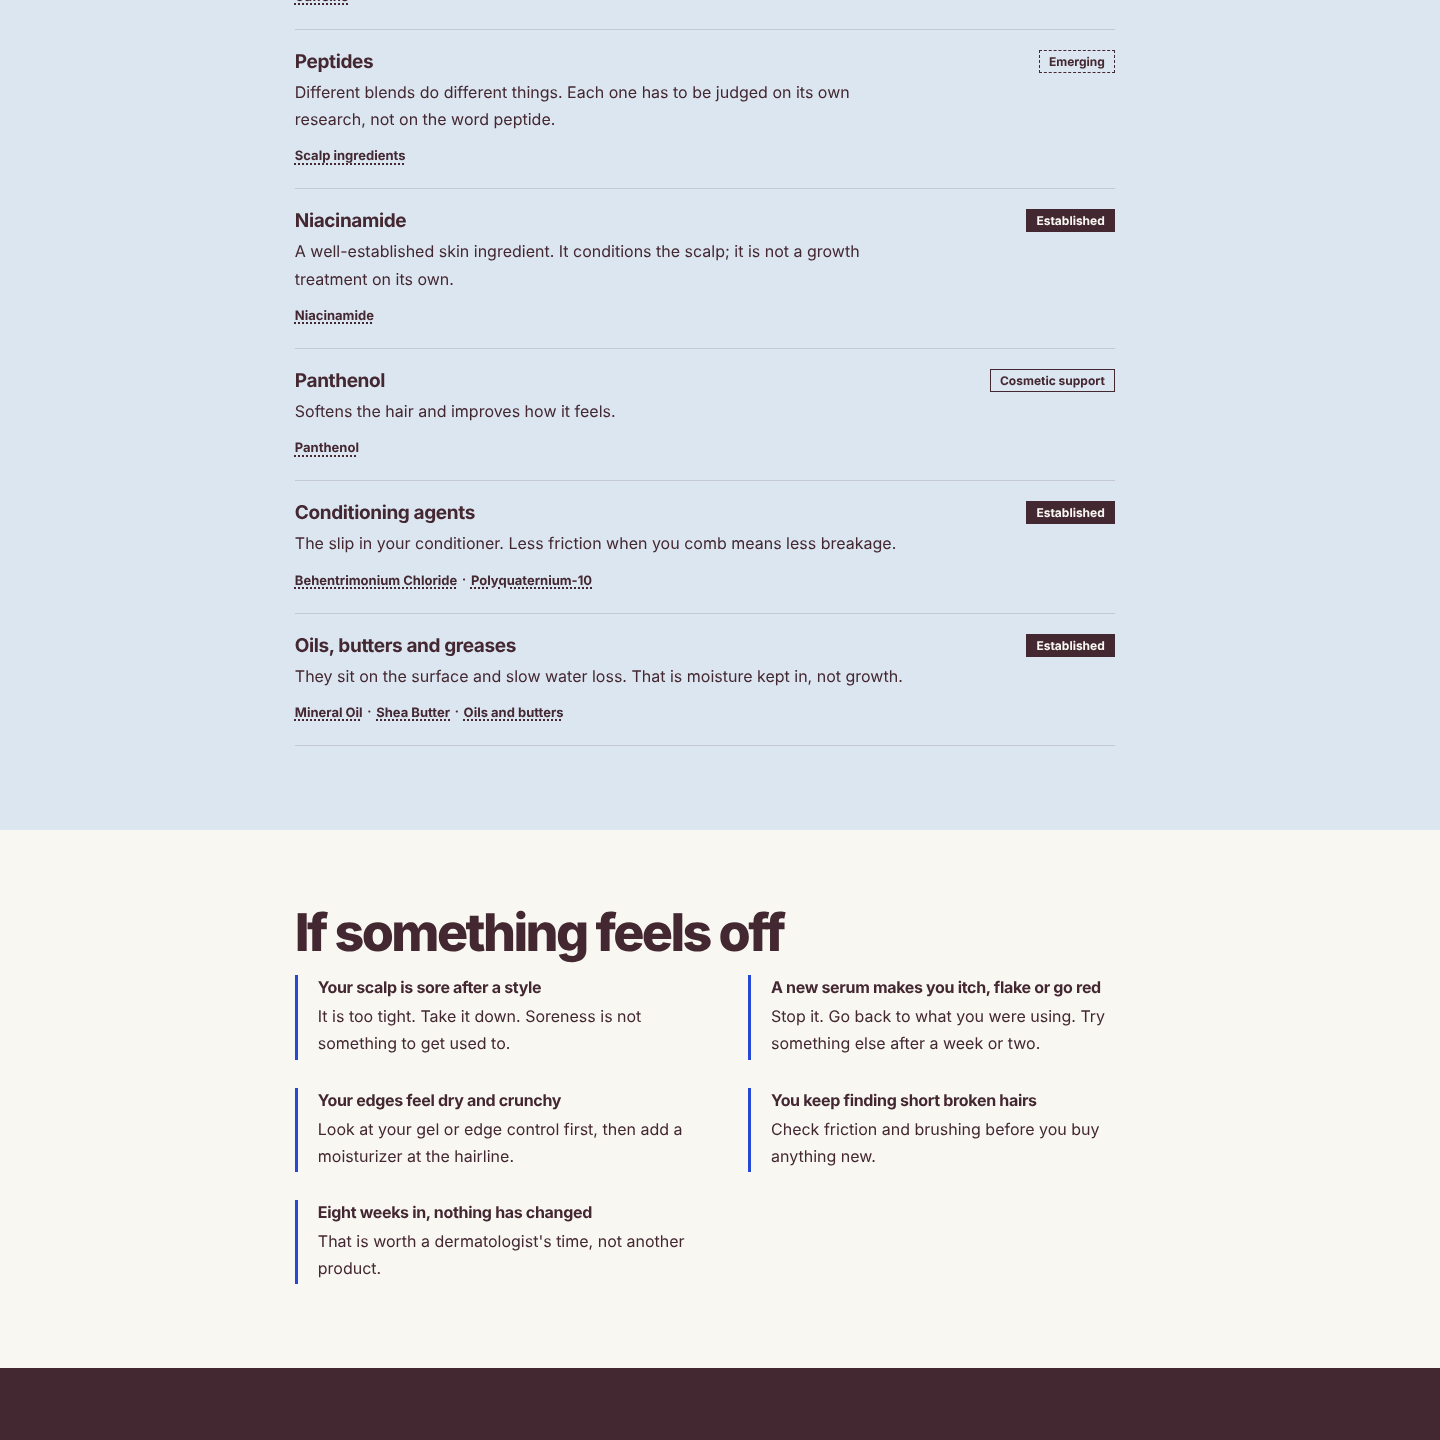 Peptides
Emerging
Different blends do different things. Each one has to be judged on its own
research, not on the word peptide.
Scalp ingredients
Niacinamide
Established
A well-established skin ingredient. It conditions the scalp; it is not a growth
treatment on its own.
Niacinamide
Panthenol
Cosmetic support
Softens the hair and improves how it feels.
Panthenol
Conditioning agents
Established
The slip in your conditioner. Less friction when you comb means less breakage.
Behentrimonium Chloride · Polyquaternium-10
Oils, butters and greases
Established
They sit on the surface and slow water loss. That is moisture kept in, not growth.
Mineral Oil · Shea Butter · Oils and butters
If something feels off
Your scalp is sore after a style
It is too tight. Take it down. Soreness is not
something to get used to.
A new serum makes you itch, flake or go red
Stop it. Go back to what you were using. Try
something else after a week or two.
Your edges feel dry and crunchy
Look at your gel or edge control first, then add a
moisturizer at the hairline.
You keep finding short broken hairs
Check friction and brushing before you buy
anything new.
Eight weeks in, nothing has changed
That is worth a dermatologist's time, not another
product.